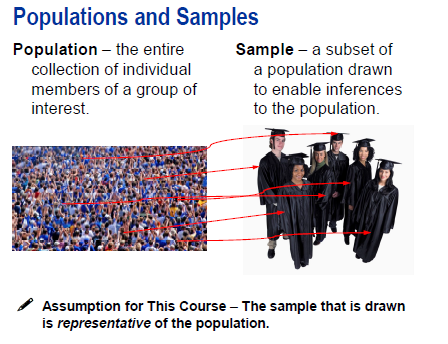 Populations and Samples
Population – the entire
collection of individual
members of a group of
interest.
Sample – a subset of
a population drawn
to enable inferences
to the population.
Assumption for This Course – The sample that is drawn
is representative of the population.